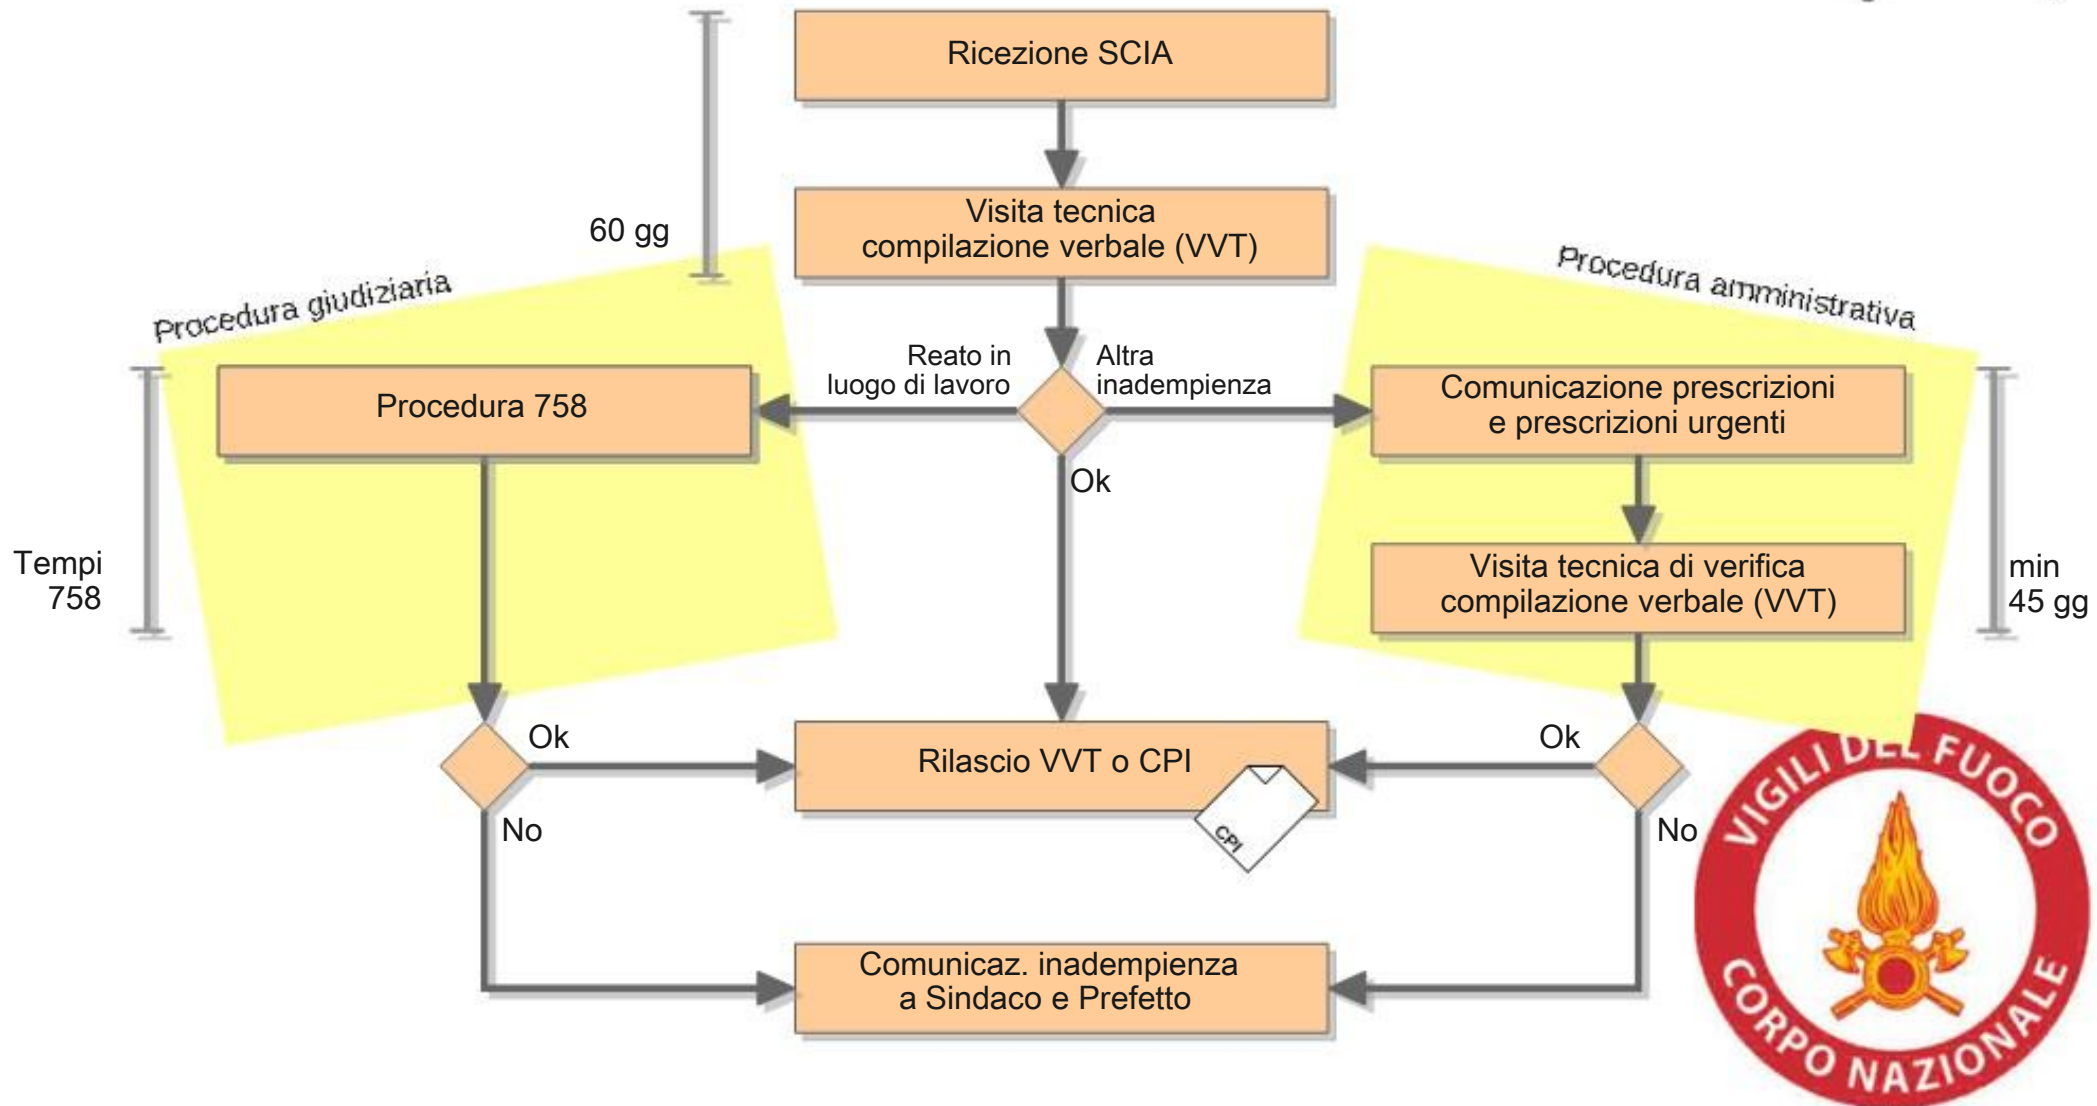 Ricezione SCIA
60 gg
Visita tecnica
compilazione verbale (VVT)
Procedura giudiziaria
Procedura amministrativa
Reato in
luogo di lavoro
Altra
inadempienza
Procedura 758
Comunicazione prescrizioni
e prescrizioni urgenti
Ok
Tempi
758
Visita tecnica di verifica
compilazione verbale (VVT)
min
45 gg
Ok
Rilascio VVT o CPI
Ok
CPI
No
No
Comunicaz. inadempienza
a Sindaco e Prefetto
VIGILI DEL FUOCO
CORPO NAZIONALE